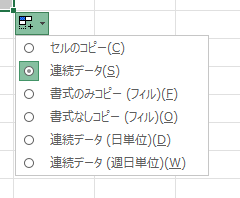 セルのコピー(C)
連続データ(S)
書式のみコピー (フィル)(F)
書式なしコピー (フィル)(O)
連続データ (日単位)(D)
連続データ (週日単位)(W)